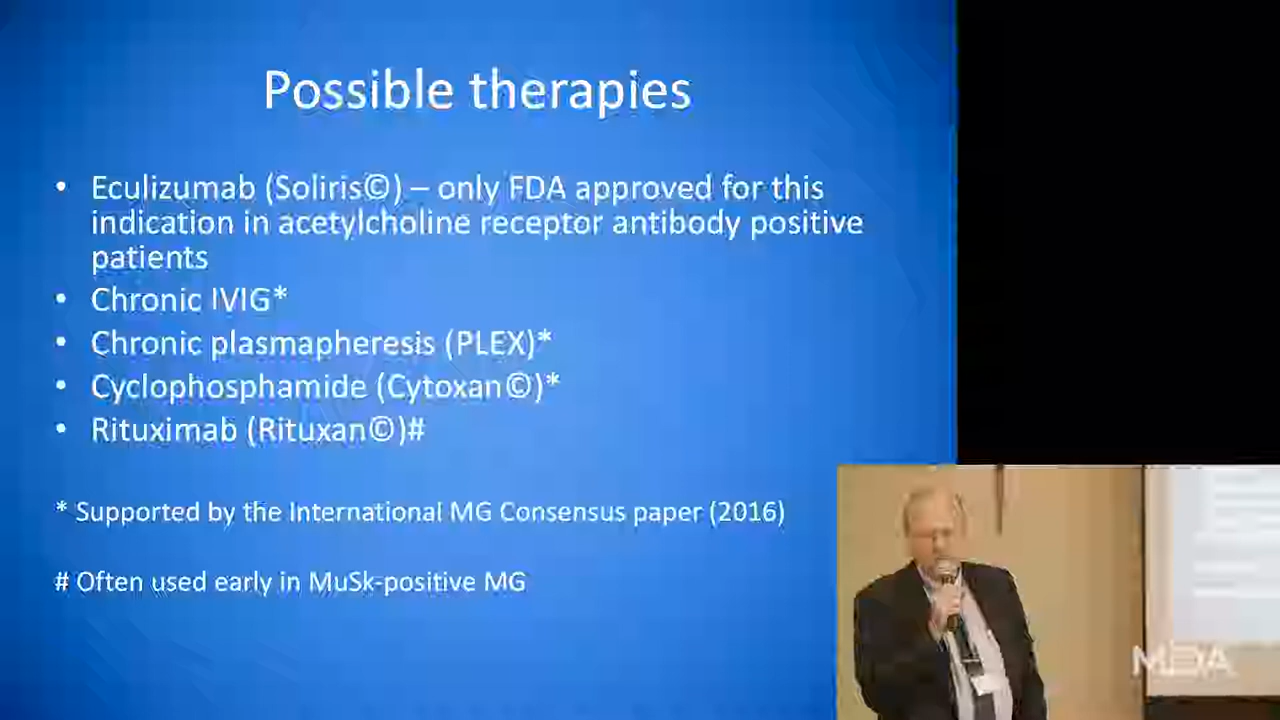 Possible therapies
• Eculizumab (Soliris©) – only FDA approved for this
indication in acetylcholine receptor antibody positive
patients
• Chronic IVIG*
• Chronic plasmapheresis (PLEX)*
• Cyclophosphamide (Cytoxan©)*
• Rituximab (Rituxan©)#
* Supported by the International MG Consensus paper (2016)
# Often used early in MuSk-positive MG
MDA